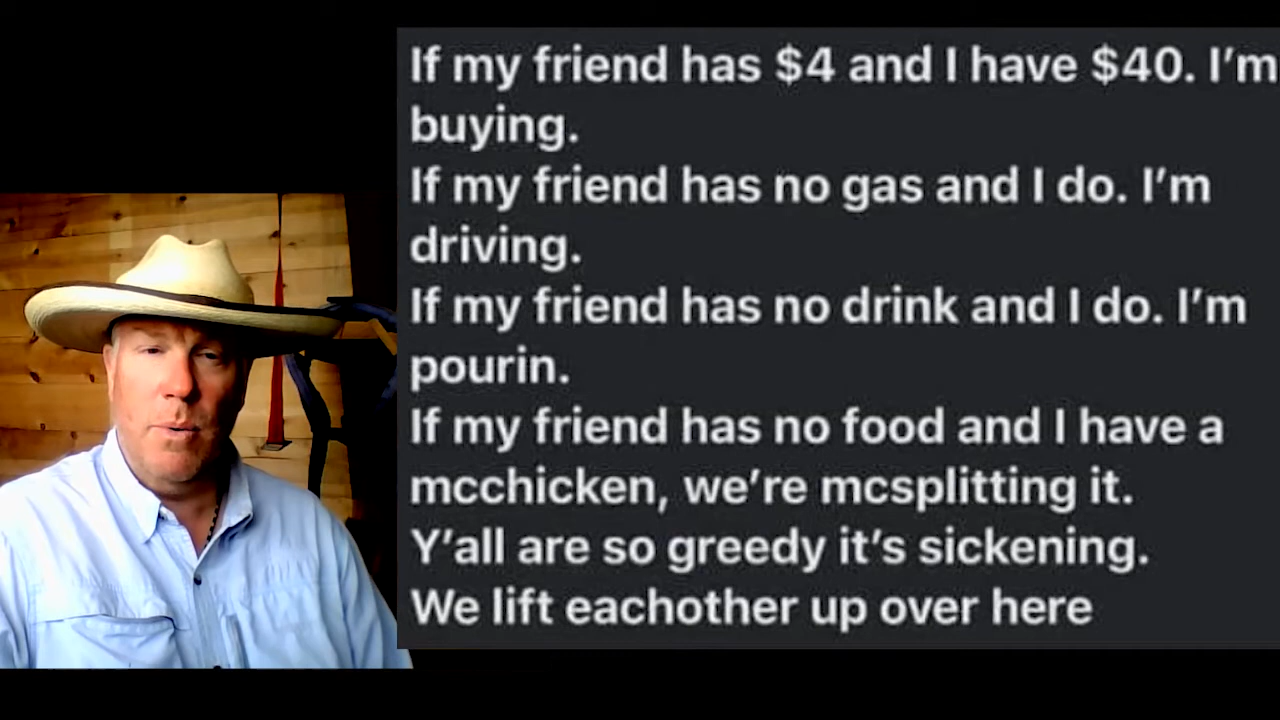 If my friend has $4 and I have $40. I’m
buying.
If my friend has no gas and I do. I’m
driving.
If my friend has no drink and I do. I’m
pourin.
If my friend has no food and I have a
mcchicken, we’re mcsplitting it.
Y’all are so greedy it’s sickening.
We lift eachother up over here